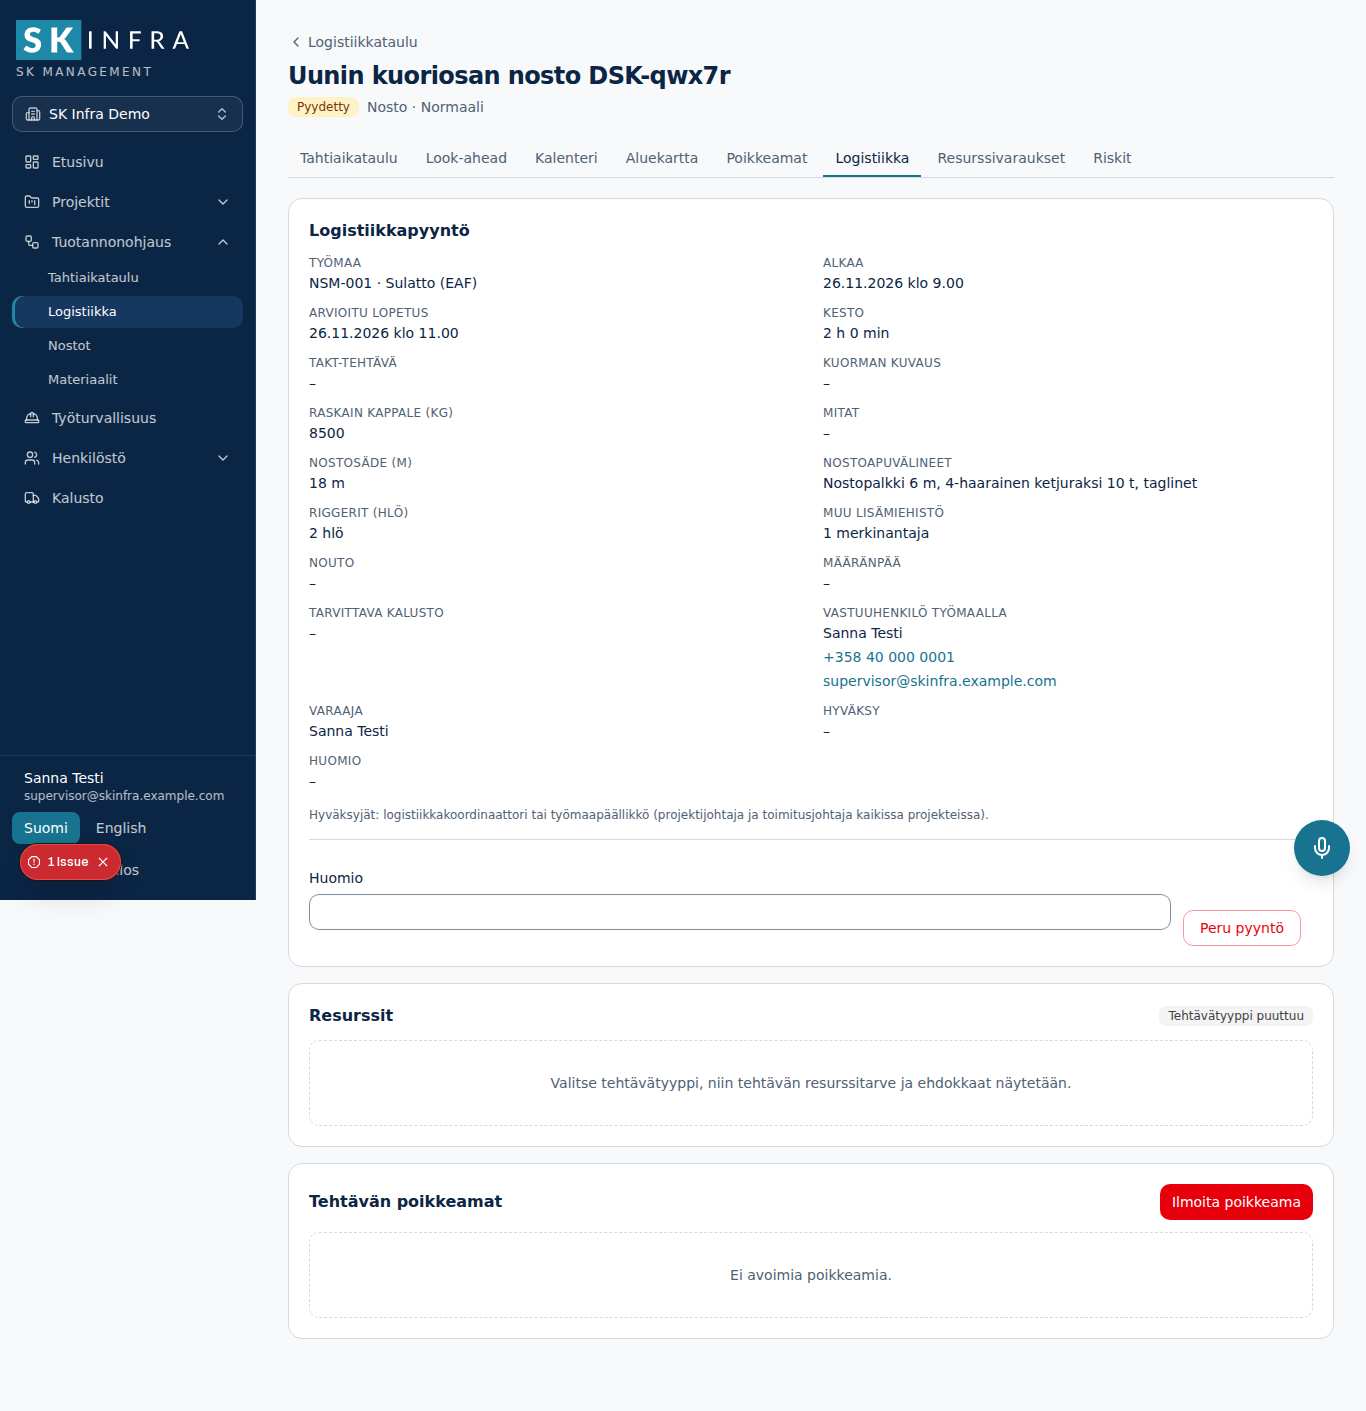 SK INFRA
SK MANAGEMENT
SK Infra Demo
Etusivu
Projektit
Tuotannonohjaus
Tahtiaikataulu
Logistiikka
Nostot
Materiaalit
Työturvallisuus
Henkilöstö
Kalusto
Sanna Testi
supervisor@skinfra.example.com
Suomi English
1 Issue
Logistiikkataulu
Uunin kuoriosan nosto DSK-qwx7r
Pyydetty Nosto · Normaali
Tahtiaikataulu Look-ahead Kalenteri Aluekartta Poikkeamat Logistiikka Resurssivaraukset Riskit
Logistiikkapyyntö
TYÖMAA
NSM-001 · Sulatto (EAF)
ALKAA
26.11.2026 klo 9.00
ARVIOITU LOPETUS
26.11.2026 klo 11.00
KESTO
2 h 0 min
TAKT-TEHTÄVÄ
–
KUORMAN KUVAUS
–
RASKAIN KAPPALE (KG)
8500
MITAT
–
NOSTOSÄDE (M)
18 m
NOSTOAPUVÄLINEET
Nostopalkki 6 m, 4-haarainen ketjuraksi 10 t, taglinet
RIGGERIT (HLÖ)
2 hlö
MUU LISÄMIEHISTÖ
1 merkinantaja
NOUTO
–
MÄÄRÄNPÄÄ
–
TARVITTAVA KALUSTO
–
VASTUUHENKILÖ TYÖMAALLA
Sanna Testi
+358 40 000 0001
supervisor@skinfra.example.com
VARAAJA
Sanna Testi
HYVÄKSY
–
HUOMIO
–
Hyväksyjät: logistiikkakoordinaattori tai työmaapäällikkö (projektijohtaja ja toimitusjohtaja kaikissa projekteissa).
Huomio
Peru pyyntö
Resurssit
Tehtävätyyppi puuttuu
Valitse tehtävätyyppi, niin tehtävän resurssitarve ja ehdokkaat näytetään.
Tehtävän poikkeamat
Ilmoita poikkeama
Ei avoimia poikkeamia.